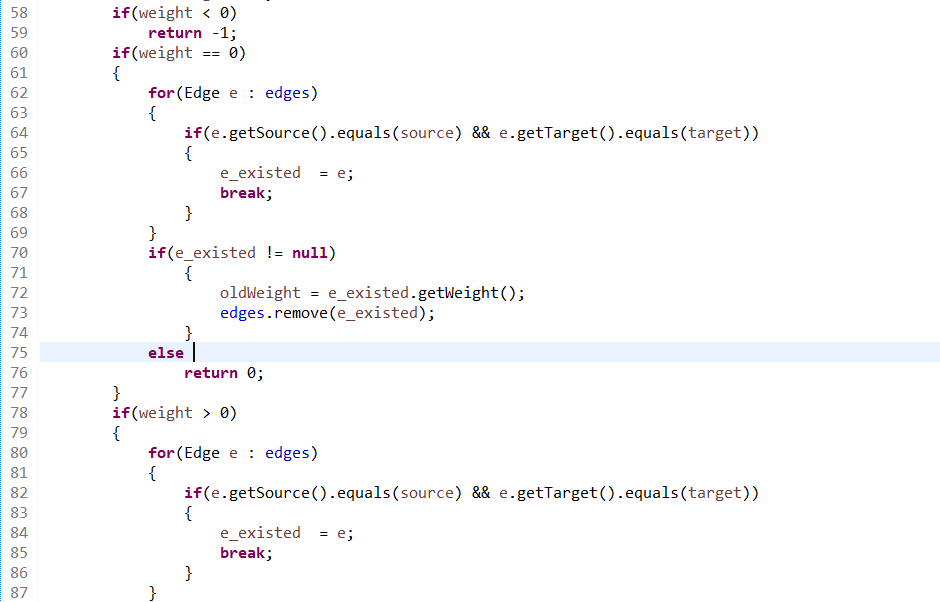 58 if(weight < 0)
59 return -1;
60 if(weight == 0)
61 {
62 for(Edge e : edges)
63 {
64 if(e.getSource().equals(source) && e.getTarget().equals(target))
65 {
66 e_existed  = e;
67 break;
68 }
69 }
70 if(e_existed != null)
71 {
72 oldWeight = e_existed.getWeight();
73 edges.remove(e_existed);
74 }
75 else
76 return 0;
77 }
78 if(weight > 0)
79 {
80 for(Edge e : edges)
81 {
82 if(e.getSource().equals(source) && e.getTarget().equals(target))
83 {
84 e_existed  = e;
85 break;
86 }
87 }